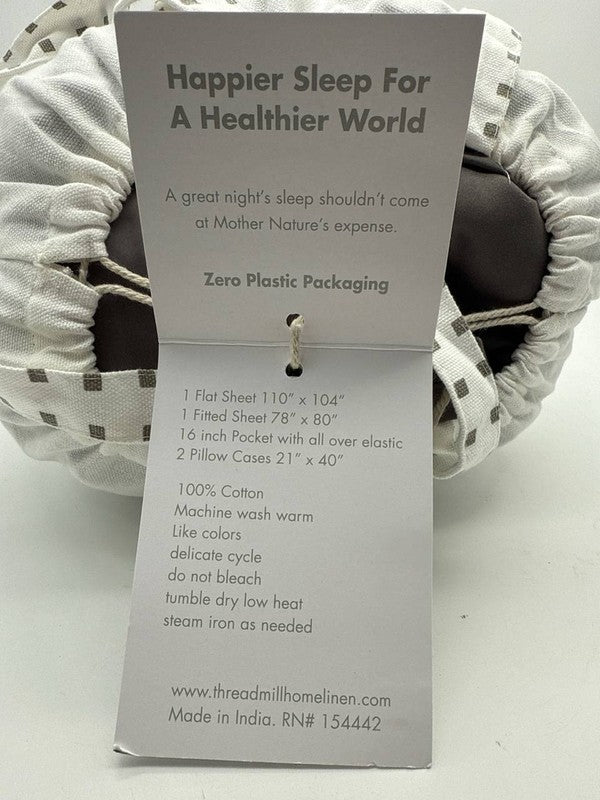 Happier Sleep For
A Healthier World
A great night's sleep shouldn't come
at Mother Nature's expense.
Zero Plastic Packaging
1 Flat Sheet 110" x 104"
1 Fitted Sheet 78" x 80"
16 inch Pocket with all over elastic
2 Pillow Cases 21" x 40"
100% Cotton
Machine wash warm
Like colors
delicate cycle
do not bleach
tumble dry low heat
steam iron as needed
www.threadmillhomelinen.com
Made in India. RN# 154442